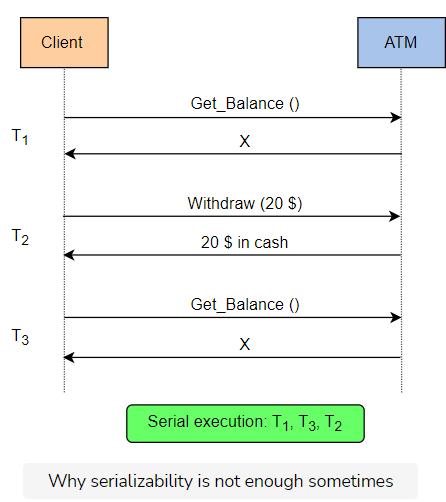 Client
ATM
Get_Balance ()
T1
X
Withdraw (20 $)
T2
20 $ in cash
Get_Balance ()
T3
X
Serial execution: T1, T3, T2
Why serializability is not enough sometimes